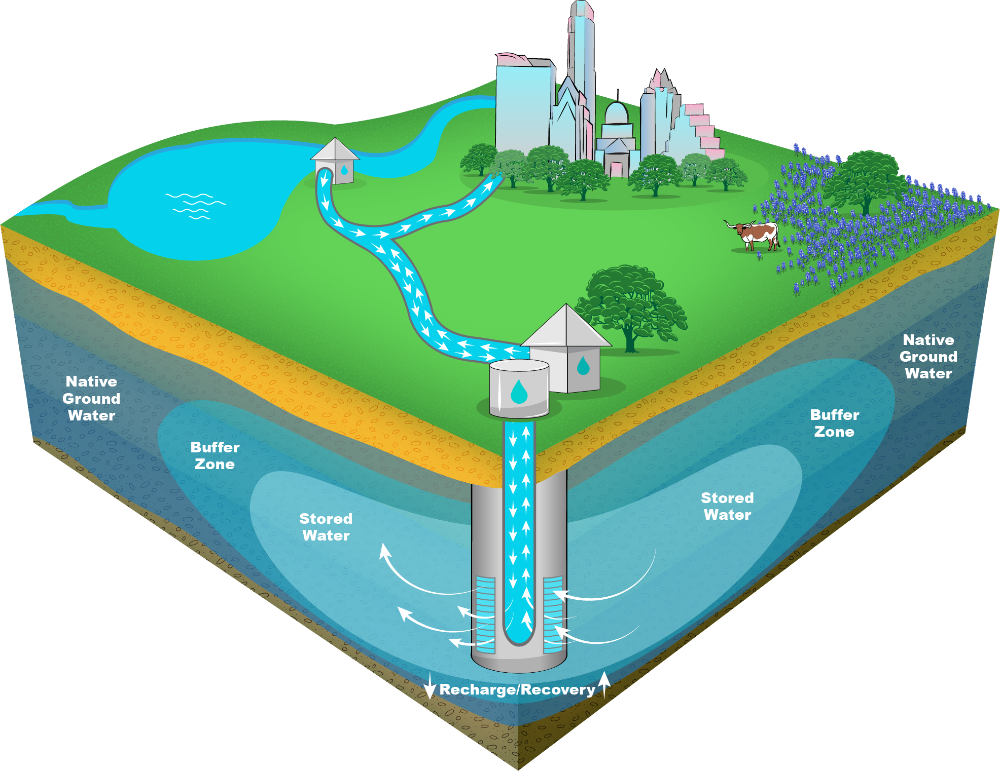 Native
Ground
Water
Buffer
Zone
Stored
Water
Native
Ground
Water
Buffer
Zone
Stored
Water
Recharge/Recovery